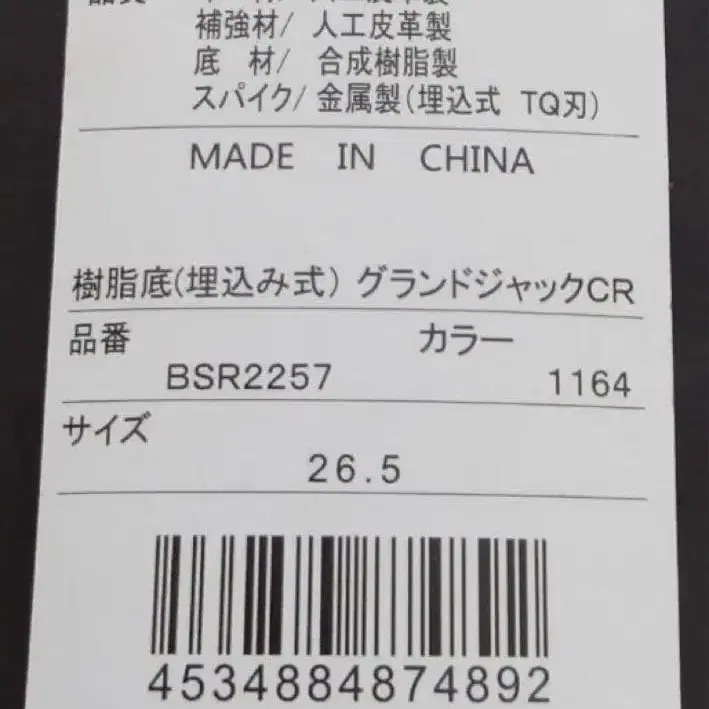 補強材/ 人工皮革製
底 材/ 合成樹脂製
スパイク/ 金属製(埋込式 TQ刃)
MADE IN CHINA
樹脂底(埋込み式) グランドジャックCR
品番 カラー
BSR2257 1164
サイズ
26.5
4534884874892